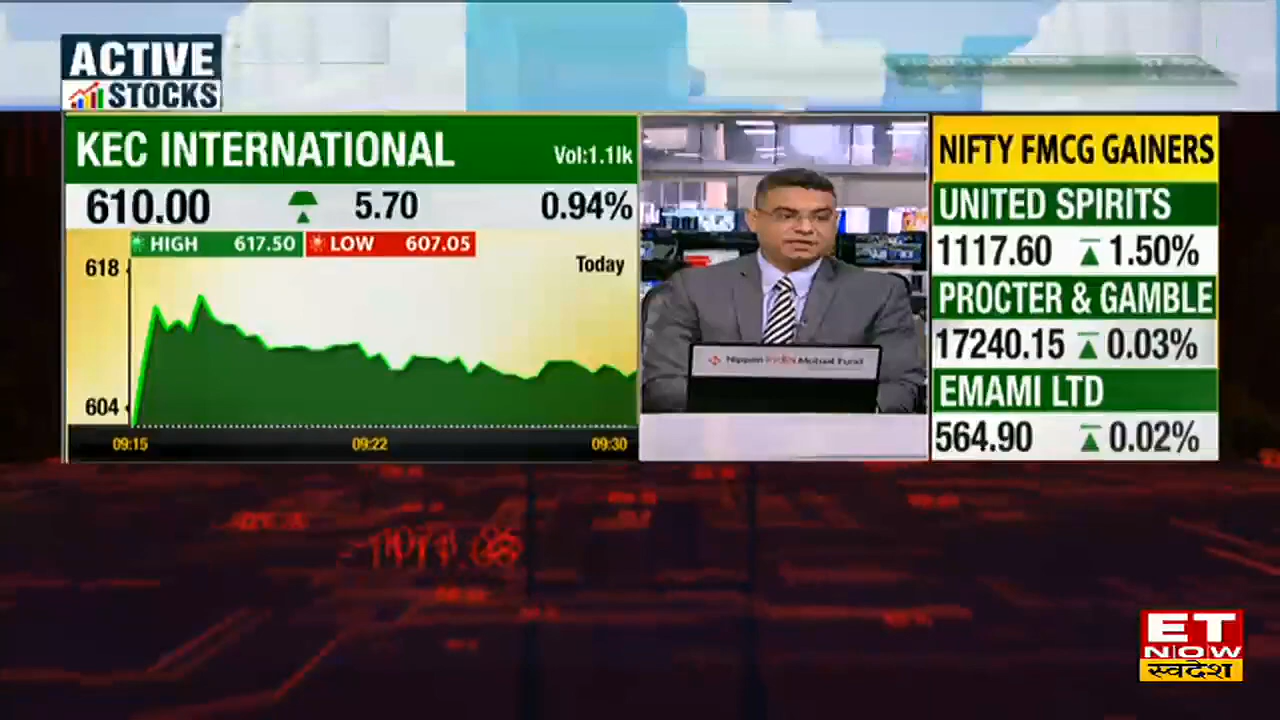 ACTIVE
STOCKS
KEC INTERNATIONAL
Vol:1.1lk
610.00 5.70 0.94%
HIGH 617.50 LOW 607.05
618
Today
604
09:15 09:22 09:30
Nippon India Mutual Fund
NIFTY FMCG GAINERS
UNITED SPIRITS
1117.60 1.50%
PROCTER & GAMBLE
17240.15 0.03%
EMAMI LTD
564.90 0.02%
ET
NOW
स्वदेश